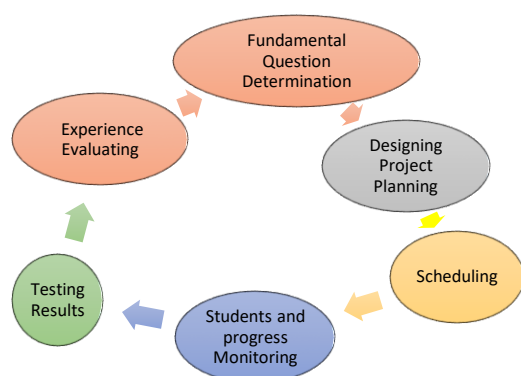 Fundamental
Question
Determination
Designing
Project
Planning
Scheduling
Students and
progress
Monitoring
Testing
Results
Experience
Evaluating